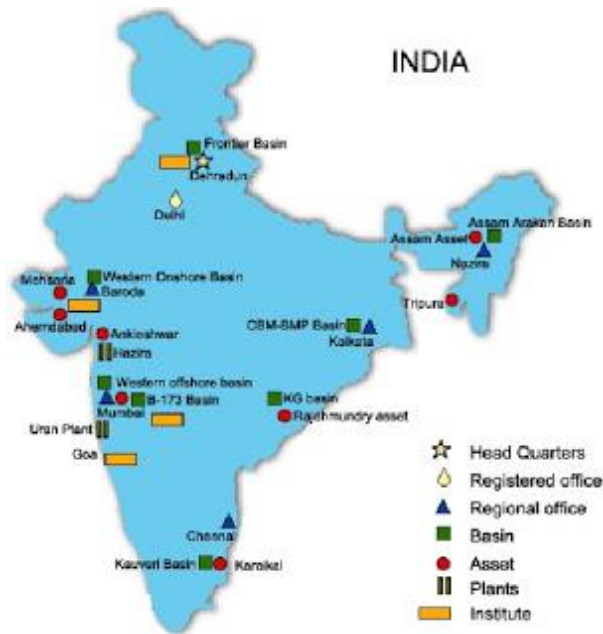 INDIA
Frontier Basin
Dehradun
Delhi
Assam Arakan Basin
Assam Asset
Nazira
Mehsana
Western Onshore Basin
Baroda
Tripura
Ahemdabad
Ankleshwar
CBM-BMP Basin
Kolkata
Hazira
Western offshore basin
B-173 Basin
KG basin
Mumbai
Rajahmundry asset
Uran Plant
Goa
Head Quarters
Registered office
Regional office
Chennai
Basin
Kauveri Basin
Karaikal
Asset
Plants
Institute